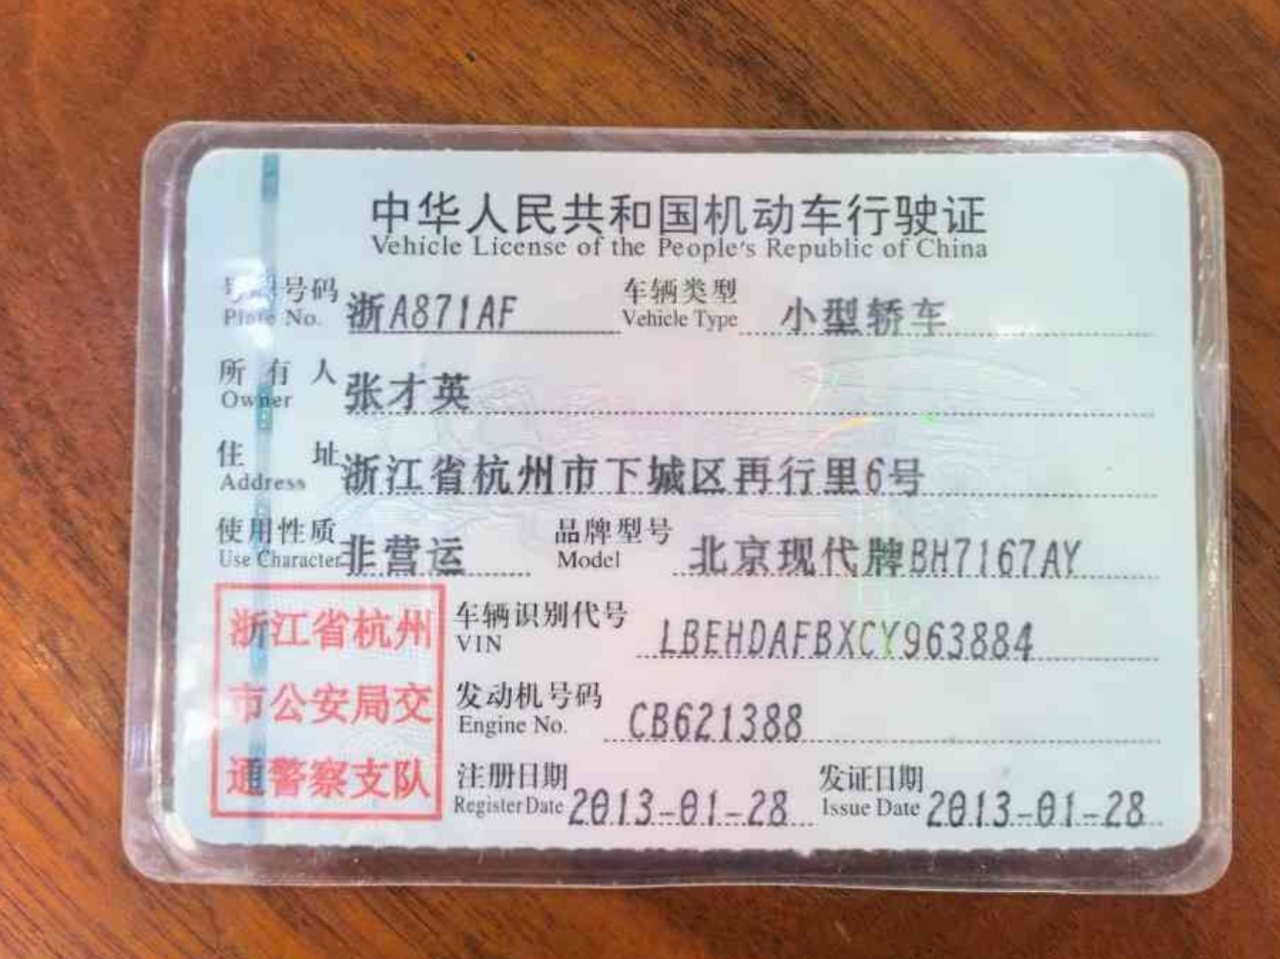 中华人民共和国机动车行驶证
Vehicle License of the People's Republic of China
号牌号码 浙A871AF 车辆类型 小型轿车
Plate No. Vehicle Type
所有人 张才英
Owner
住址 浙江省杭州市下城区再行里6号
Address
使用性质 非营运 品牌型号 北京现代牌BH7167AY
Use Character Model
浙江省杭州
市公安局交
通警察支队
车辆识别代号 LBEHDAFBXCY963884
VIN
发动机号码 CB621388
Engine No.
注册日期 2013-01-28 发证日期 2013-01-28
Register Date Issue Date